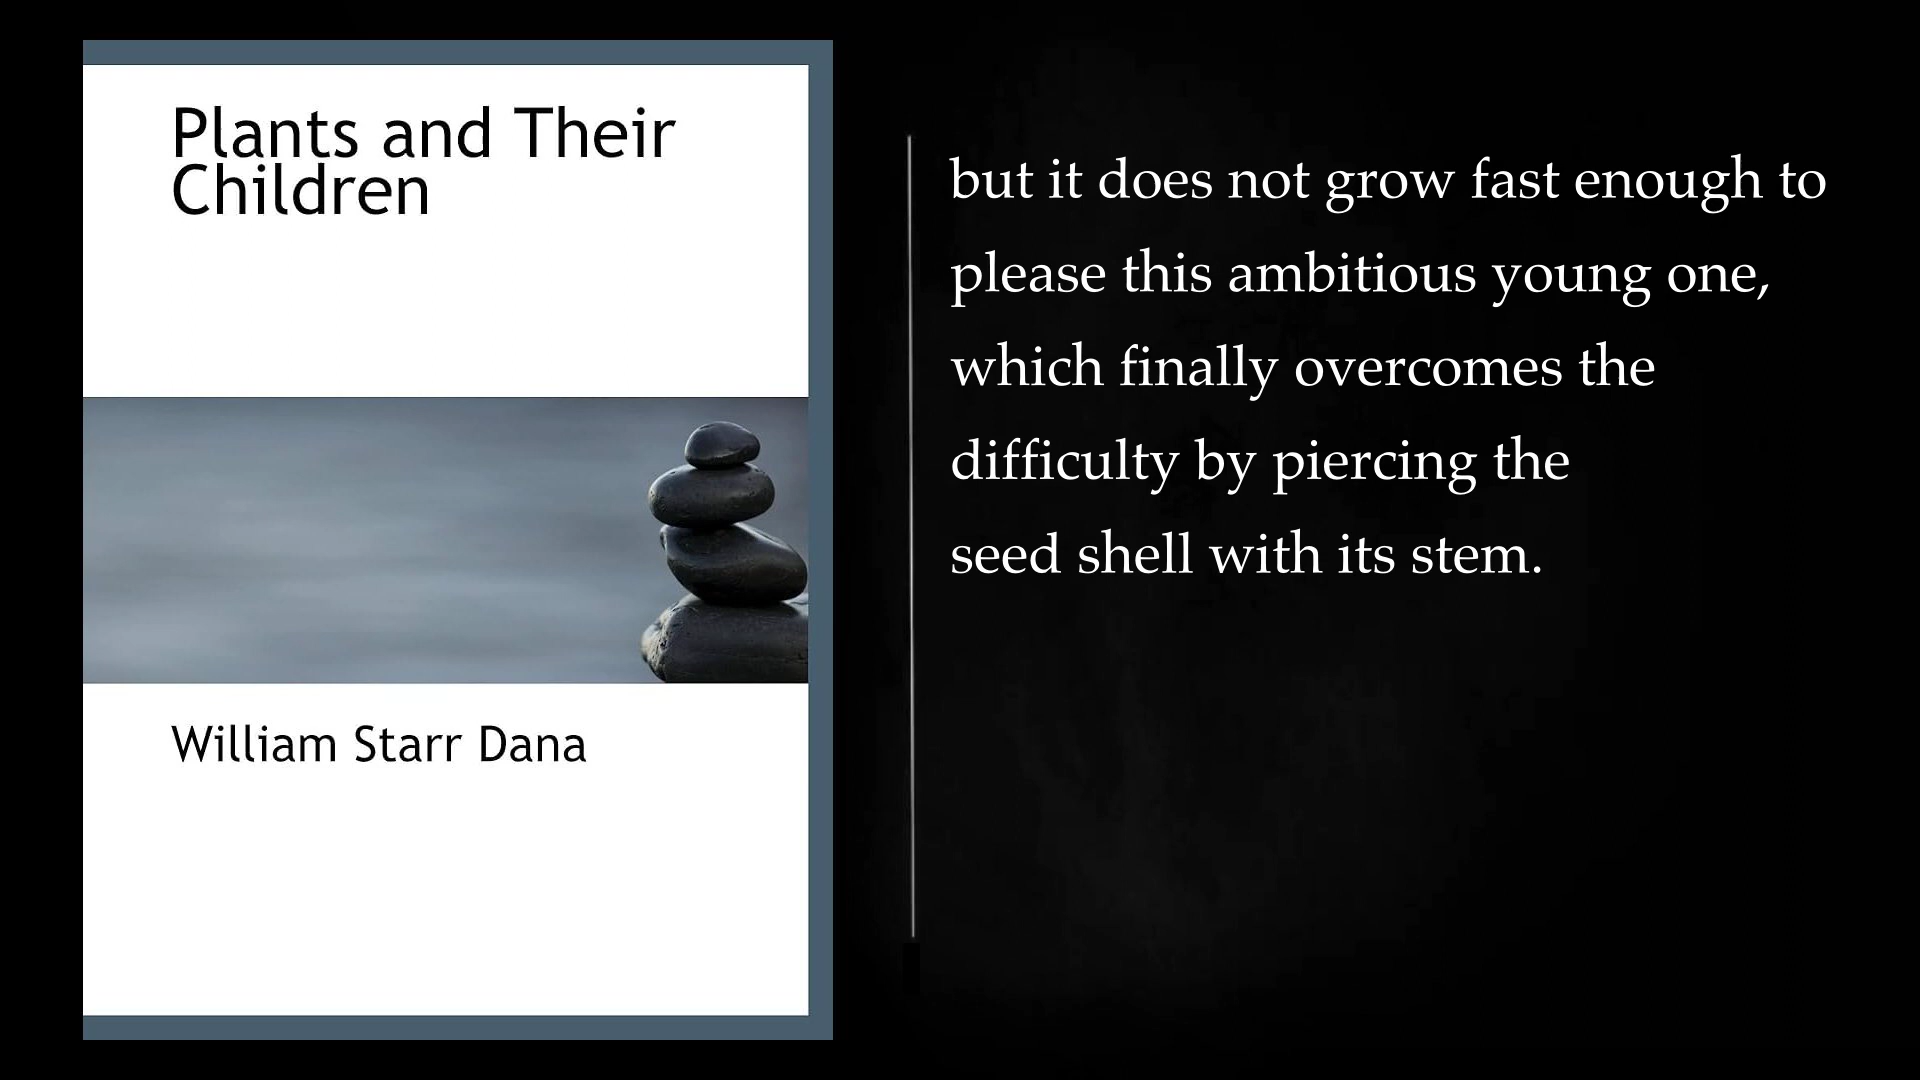 Plants and Their
Children
William Starr Dana
but it does not grow fast enough to
please this ambitious young one,
which finally overcomes the
difficulty by piercing the
seed shell with its stem.